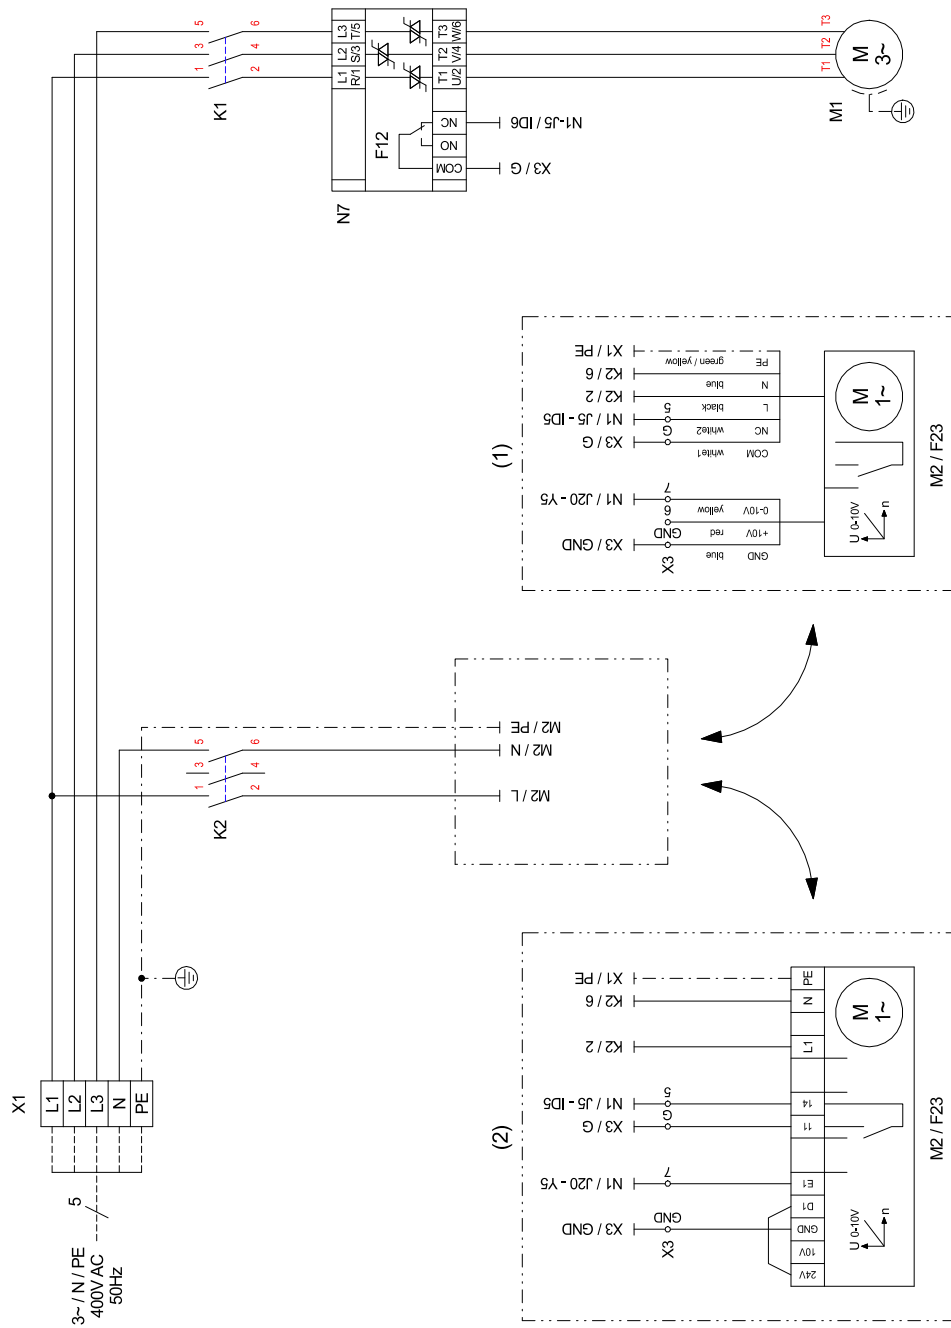 3~ / N / PE
400V AC
50Hz
5
X1
L1
L2
L3
N
PE
K1
1
3
5
2
4
6
N7
L1
L2
L3
R/1
S/3
T/5
F12
T1
T2
T3
U/2
V/4
W/6
COM
NO
NC
X3 / G
N1-J5 / ID6
T1
T2
T3
M1
M
3~
K2
1
3
5
2
4
6
M2 / L
M2 / N
M2 / PE
(1)
X3 / GND
N1 / J20 - Y5
X3 / G
N1 / J5 - ID5
K2 / 2
K2 / 6
X1 / PE
X3
GND
6
7
G
5
blue
red
yellow
white1
white2
black
blue
green / yellow
GND
+10V
0-10V
COM
NC
L
N
PE
U 0-10V
n
M
1~
M2 / F23
(2)
X3 / GND
N1 / J20 - Y5
X3 / G
N1 / J5 - ID5
K2 / 2
K2 / 6
X1 / PE
X3
GND
7
G
5
24V
10V
GND
D1
E1
11
14
L1
N
PE
U 0-10V
n
M
1~
M2 / F23